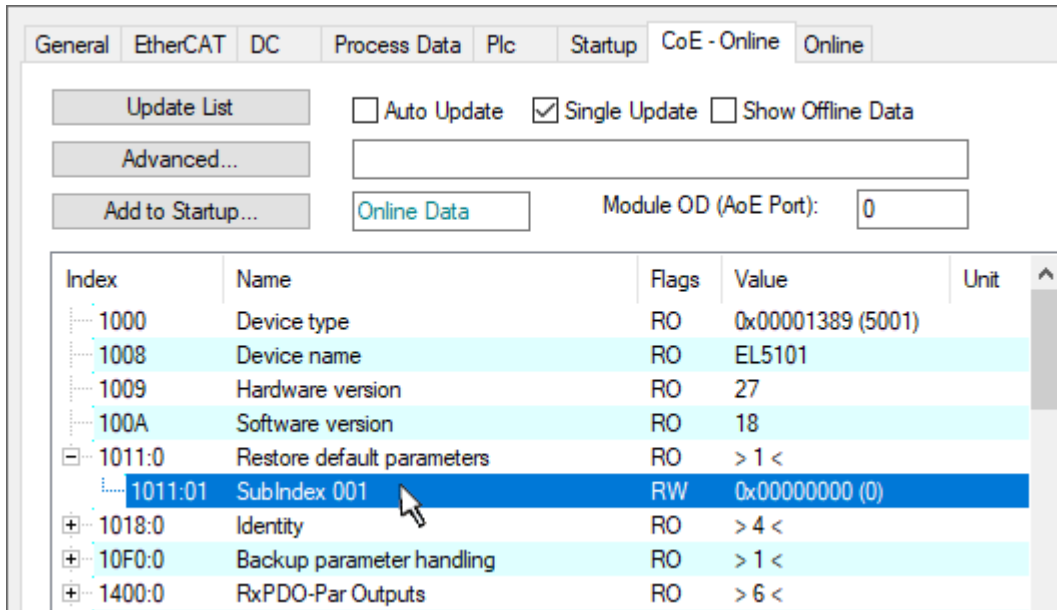 General EtherCAT DC Process Data Plc Startup CoE - Online Online
Update List Auto Update Single Update Show Offline Data
Advanced...
Add to Startup... Online Data Module OD (AoE Port): 0
Index Name Flags Value Unit
1000 Device type RO 0x00001389 (5001)
1008 Device name RO EL5101
1009 Hardware version RO 27
100A Software version RO 18
1011:0 Restore default parameters RO > 1 <
1011:01 SubIndex 001 RW 0x00000000 (0)
1018:0 Identity RO > 4 <
10F0:0 Backup parameter handling RO > 1 <
1400:0 RxPDO-Par Outputs RO > 6 <